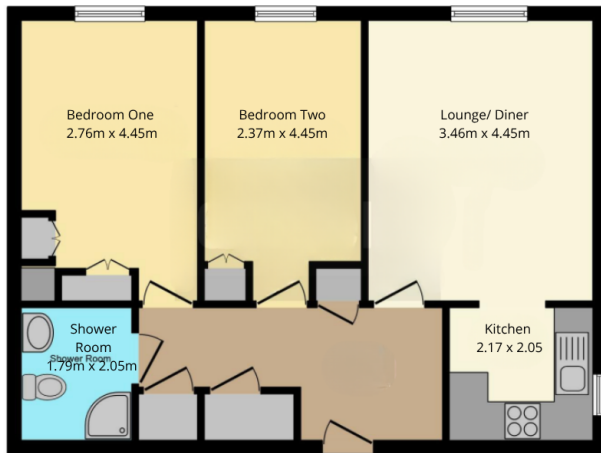 Bedroom One
2.76m x 4.45m
Bedroom Two
2.37m x 4.45m
Lounge/ Diner
3.46m x 4.45m
Shower
Room
Shower Room
1.79m x 2.05m
Kitchen
2.17 x 2.05